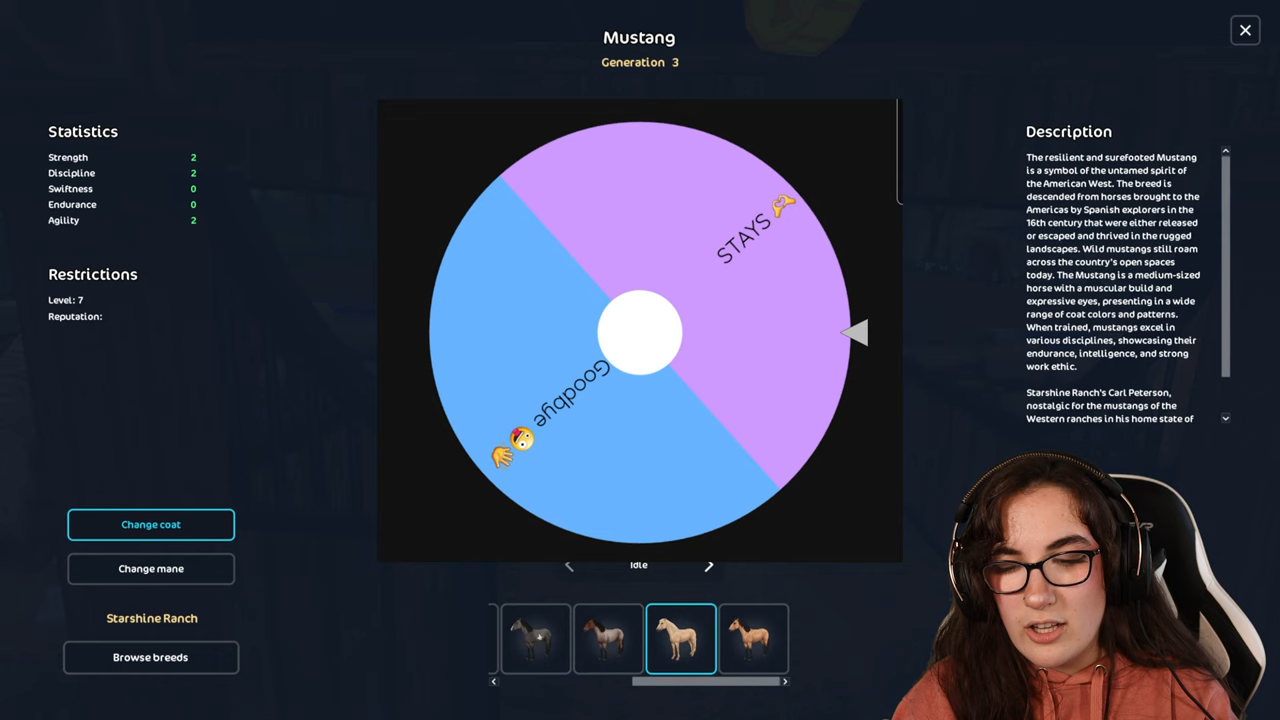 Mustang
Generation 3
Statistics
Strength 2
Discipline 2
Swiftness 0
Endurance 0
Agility 2
Restrictions
Level: 7
Reputation:
Change coat
Change mane
Starshine Ranch
Browse breeds
STAYS
Goodbye
Idle
Description
The resilient and surefooted Mustang
is a symbol of the untamed spirit of
the American West. The breed is
descended from horses brought to the
Americas by Spanish explorers in the
16th century that were either released
or escaped and thrived in the rugged
landscapes. Wild mustangs still roam
across the country's open spaces
today. The Mustang is a medium-sized
horse with a muscular build and
expressive eyes, presenting in a wide
range of coat colors and patterns.
When trained, mustangs excel in
various disciplines, showcasing their
endurance, intelligence, and strong
work ethic.
Starshine Ranch's Carl Peterson,
nostalgic for the mustangs of the
Western ranches in his home state of